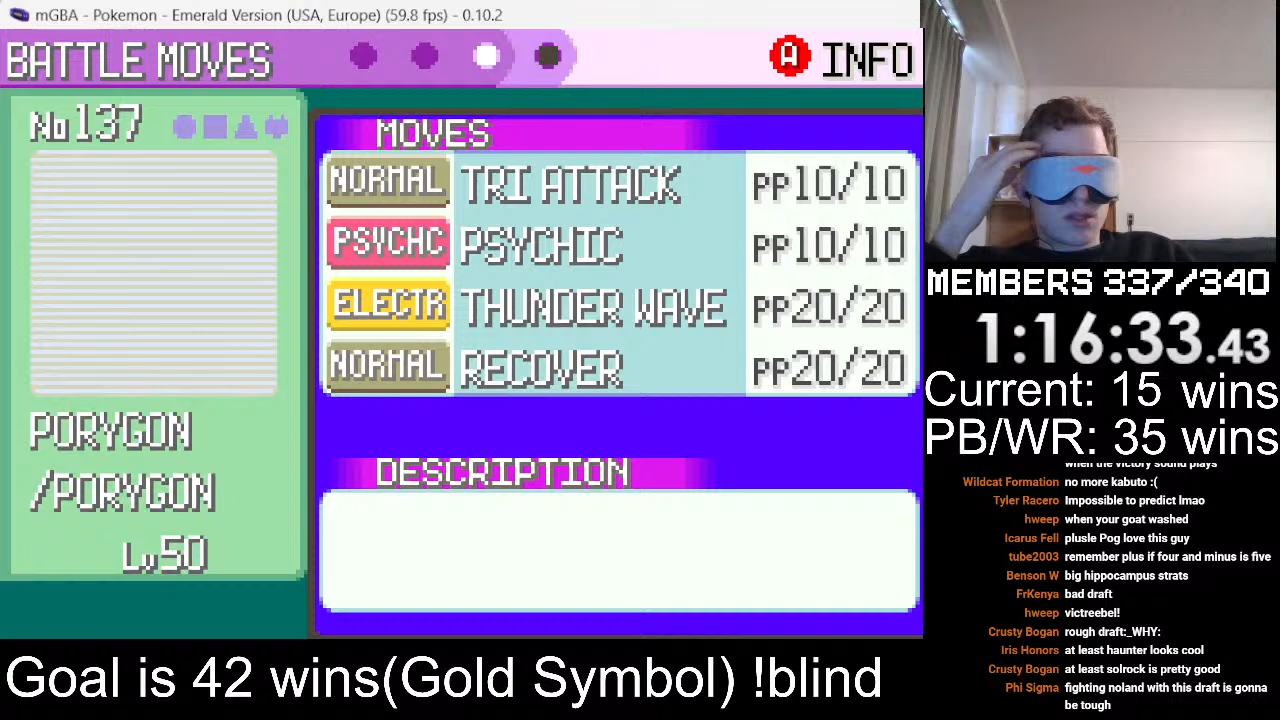 mGBA - Pokemon - Emerald Version (USA, Europe) (59.8 fps) - 0.10.2
BATTLE MOVES
A INFO
No137
MOVES
NORMAL TRI ATTACK PP10/10
PSYCHC PSYCHIC PP10/10
ELECTR THUNDER WAVE PP20/20
NORMAL RECOVER PP20/20
PORYGON
/PORYGON
Lv50
DESCRIPTION
MEMBERS 337/340
1:16:33.43
Current: 15 wins
PB/WR: 35 wins
when the victory sound plays
Wildcat Formation no more kabuto :(
Tyler Racero Impossible to predict lmao
hweep when your goat washed
Icarus Fell plusle Pog love this guy
tube2003 remember plus if four and minus is five
Benson W big hippocampus strats
FrKenya bad draft
hweep victreebel!
Crusty Bogan rough draft:_WHY:
Iris Honors at least haunter looks cool
Crusty Bogan at least solrock is pretty good
Phi Sigma fighting noland with this draft is gonna
be tough
Goal is 42 wins(Gold Symbol) !blind